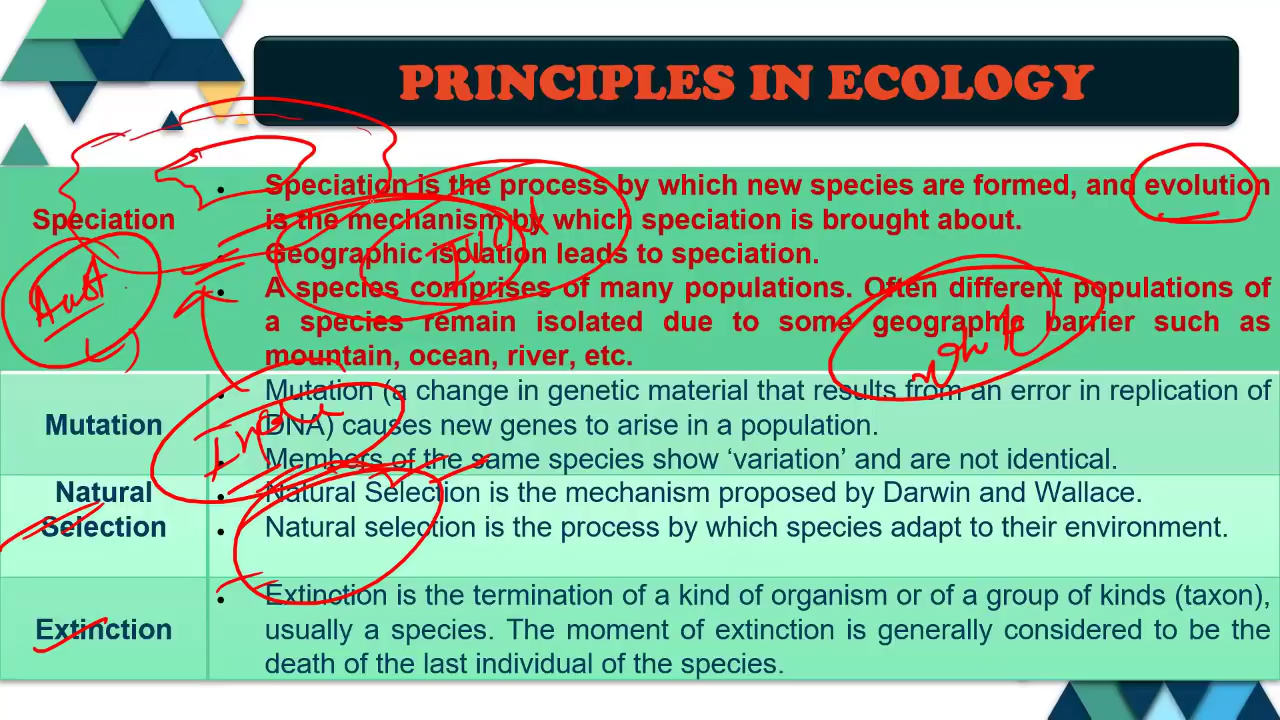 PRINCIPLES IN ECOLOGY
Speciation
• Speciation is the process by which new species are formed, and evolution
is the mechanism by which speciation is brought about.
• Geographic isolation leads to speciation.
• A species comprises of many populations. Often different populations of
a species remain isolated due to some geographic barrier such as
mountain, ocean, river, etc.
Mutation
• Mutation (a change in genetic material that results from an error in replication of
DNA) causes new genes to arise in a population.
• Members of the same species show ‘variation’ and are not identical.
Natural
Selection
• Natural Selection is the mechanism proposed by Darwin and Wallace.
• Natural selection is the process by which species adapt to their environment.
Extinction
• Extinction is the termination of a kind of organism or of a group of kinds (taxon),
usually a species. The moment of extinction is generally considered to be the
death of the last individual of the species.